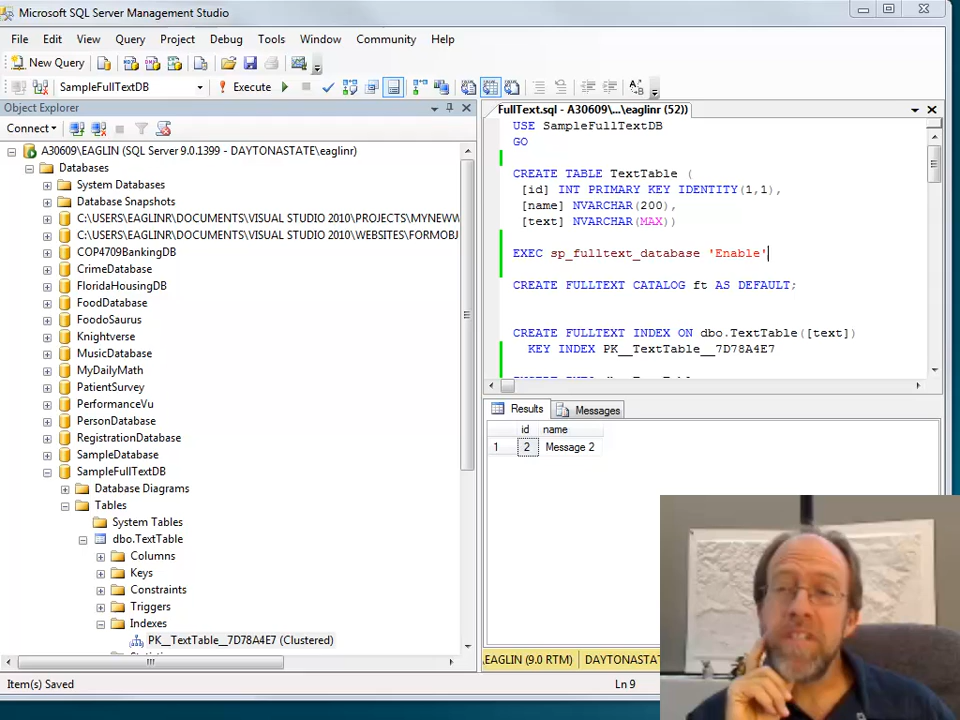 Microsoft SQL Server Management Studio
File Edit View Query Project Debug Tools Window Community Help
New Query
SampleFullTextDB Execute
Object Explorer
Connect
A30609\EAGLIN (SQL Server 9.0.1399 - DAYTONASTATE\eaglinr)
Databases
System Databases
Database Snapshots
C:\USERS\EAGLINR\DOCUMENTS\VISUAL STUDIO 2010\PROJECTS\MYNEWW
C:\USERS\EAGLINR\DOCUMENTS\VISUAL STUDIO 2010\WEBSITES\FORMOBJ
COP4709BankingDB
CrimeDatabase
FloridaHousingDB
FoodDatabase
FoodoSaurus
Knightverse
MusicDatabase
MyDailyMath
PatientSurvey
PerformanceVu
PersonDatabase
RegistrationDatabase
SampleDatabase
SampleFullTextDB
Database Diagrams
Tables
System Tables
dbo.TextTable
Columns
Keys
Constraints
Triggers
Indexes
PK__TextTable__7D78A4E7 (Clustered)
FullText.sql - A30609\...\eaglinr (52))
USE SampleFullTextDB
GO
CREATE TABLE TextTable (
[id] INT PRIMARY KEY IDENTITY(1,1),
[name] NVARCHAR(200),
[text] NVARCHAR(MAX))
EXEC sp_fulltext_database 'Enable'
CREATE FULLTEXT CATALOG ft AS DEFAULT;
CREATE FULLTEXT INDEX ON dbo.TextTable([text])
KEY INDEX PK__TextTable__7D78A4E7
Results Messages
id name
1 2 Message 2
EAGLIN (9.0 RTM) DAYTONASTA
Item(s) Saved
Ln 9